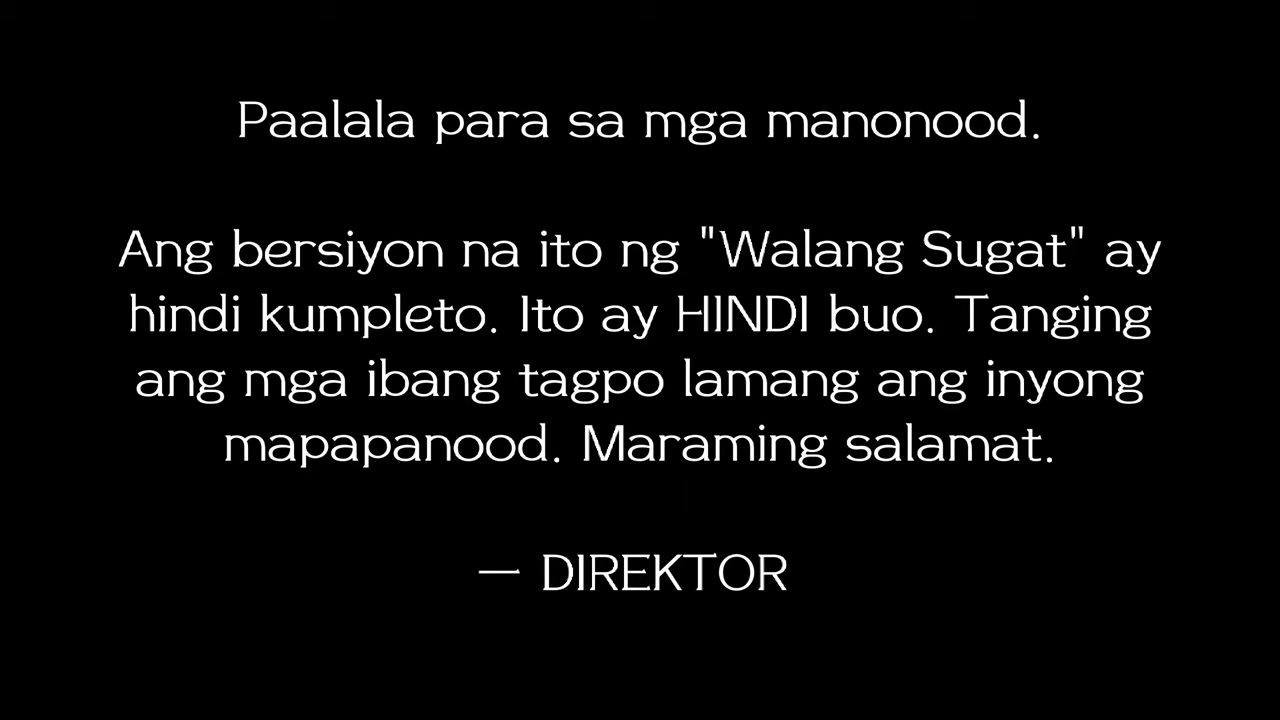 Paalala para sa mga manonood.
Ang bersiyon na ito ng "Walang Sugat" ay
hindi kumpleto. Ito ay HINDI buo. Tanging
ang mga ibang tagpo lamang ang inyong
mapapanood. Maraming salamat.
— DIREKTOR